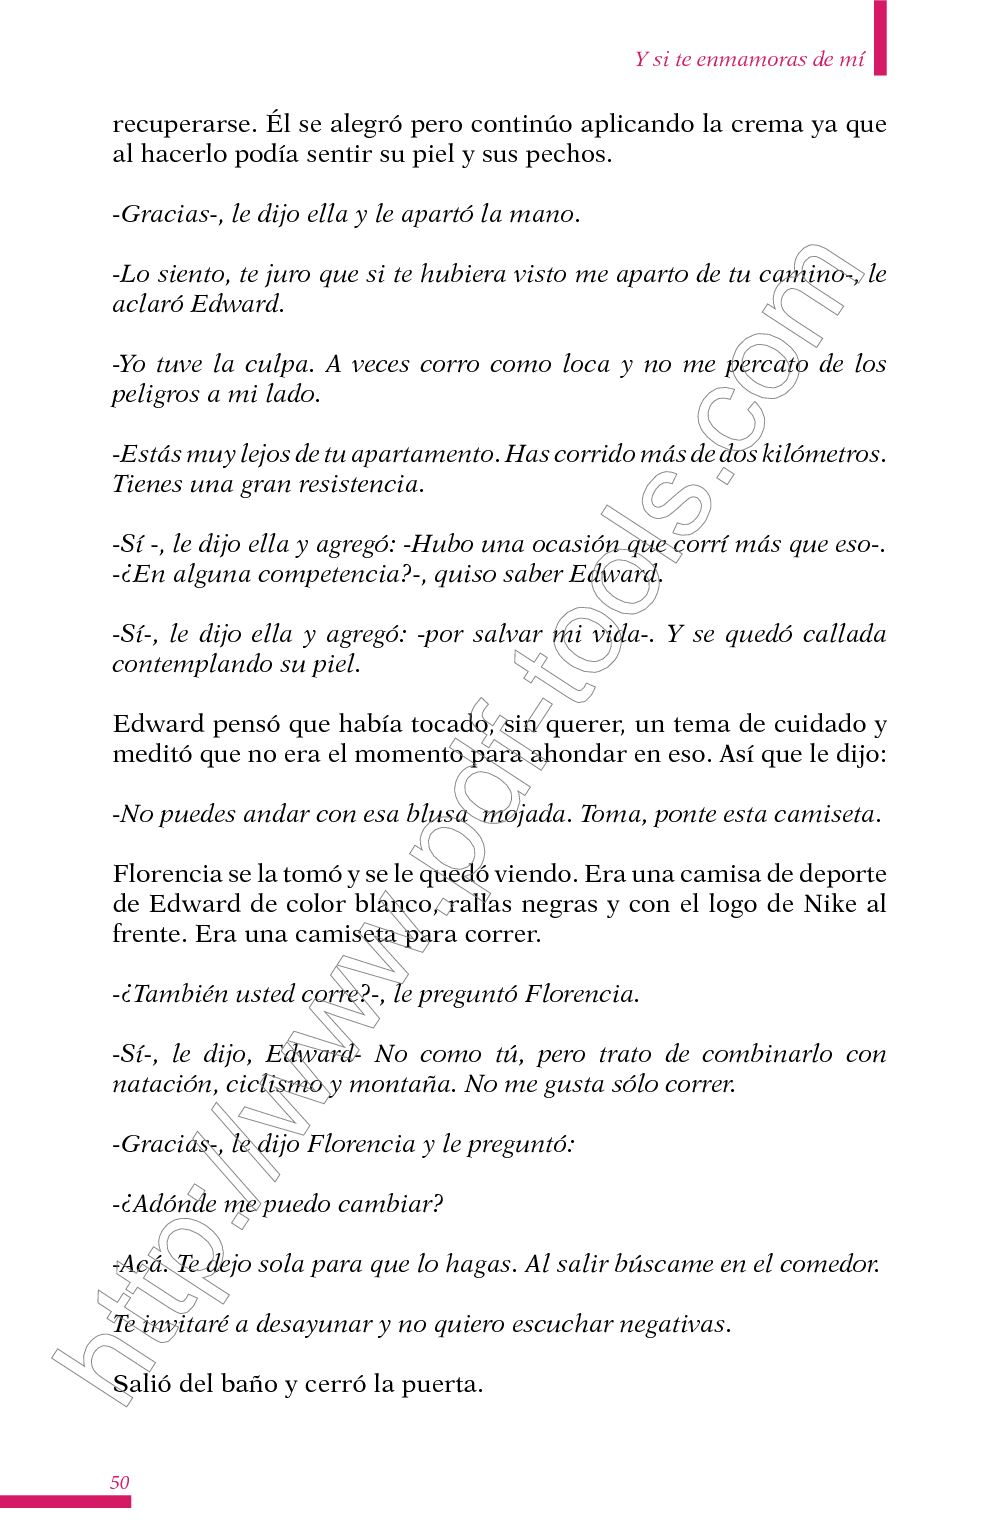 Y si te enmamoras de mí
recuperarse. Él se alegró pero continúo aplicando la crema ya que
al hacerlo podía sentir su piel y sus pechos.
-Gracias-, le dijo ella y le apartó la mano.
-Lo siento, te juro que si te hubiera visto me aparto de tu camino-, le
aclaró Edward.
-Yo tuve la culpa. A veces corro como loca y no me percato de los
peligros a mi lado.
-Estás muy lejos de tu apartamento. Has corrido más de dos kilómetros.
Tienes una gran resistencia.
-Sí -, le dijo ella y agregó: -Hubo una ocasión que corrí más que eso-.
-¿En alguna competencia?-, quiso saber Edward.
-Sí-, le dijo ella y agregó: -por salvar mi vida-. Y se quedó callada
contemplando su piel.
Edward pensó que había tocado, sin querer, un tema de cuidado y
meditó que no era el momento para ahondar en eso. Así que le dijo:
-No puedes andar con esa blusa  mojada. Toma, ponte esta camiseta.
Florencia se la tomó y se le quedó viendo. Era una camisa de deporte
de Edward de color blanco, rallas negras y con el logo de Nike al
frente. Era una camiseta para correr.
-¿También usted corre?-, le preguntó Florencia.
-Sí-, le dijo, Edward- No como tú, pero trato de combinarlo con
natación, ciclismo y montaña. No me gusta sólo correr.
-Gracias-, le dijo Florencia y le preguntó:
-¿Adónde me puedo cambiar?
-Acá. Te dejo sola para que lo hagas. Al salir búscame en el comedor.
Te invitaré a desayunar y no quiero escuchar negativas.
Salió del baño y cerró la puerta.
50
http://www.pdf-tools.com